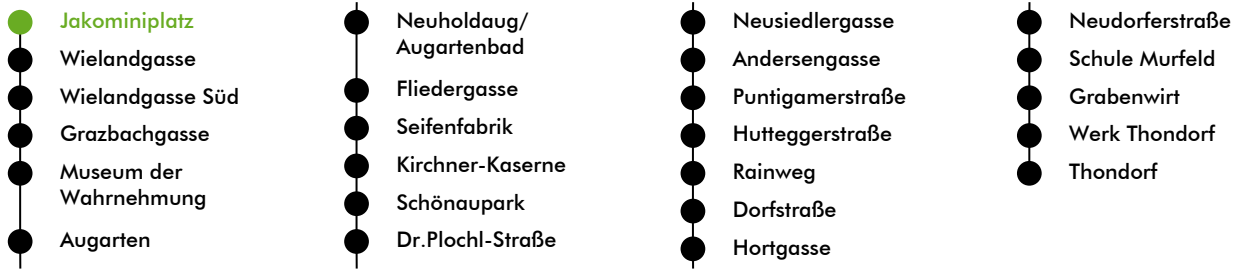 Jakominiplatz
Wielandgasse
Wielandgasse Süd
Grazbachgasse
Museum der
Wahrnehmung
Augarten
Neuholdaug/
Augartenbad
Fliedergasse
Seifenfabrik
Kirchner-Kaserne
Schönaupark
Dr.Plochl-Straße
Neusiedlergasse
Andersengasse
Puntigamerstraße
Hutteggerstraße
Rainweg
Dorfstraße
Hortgasse
Neudorferstraße
Schule Murfeld
Grabenwirt
Werk Thondorf
Thondorf